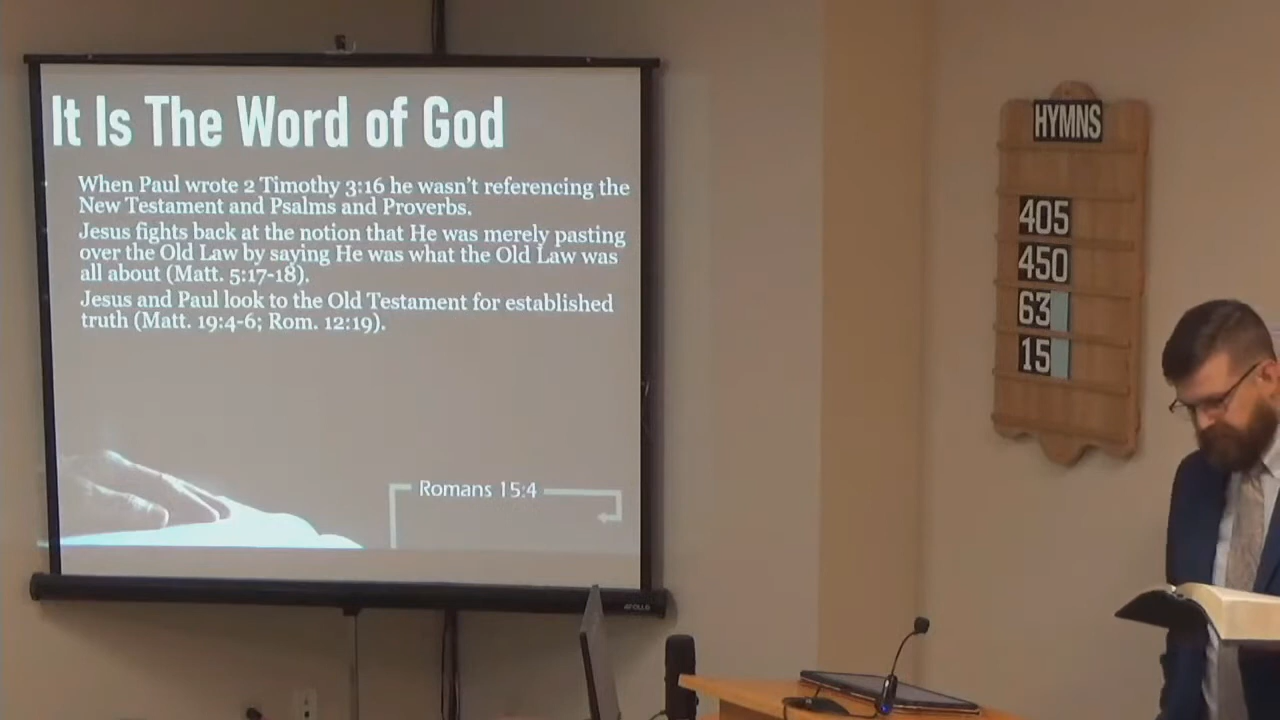 It Is The Word of God
When Paul wrote 2 Timothy 3:16 he wasn't referencing the
New Testament and Psalms and Proverbs.
Jesus fights back at the notion that He was merely pasting
over the Old Law by saying He was what the Old Law was
all about (Matt. 5:17-18).
Jesus and Paul look to the Old Testament for established
truth (Matt. 19:4-6; Rom. 12:19).
Romans 15:4
HYMNS
405
450
63
15